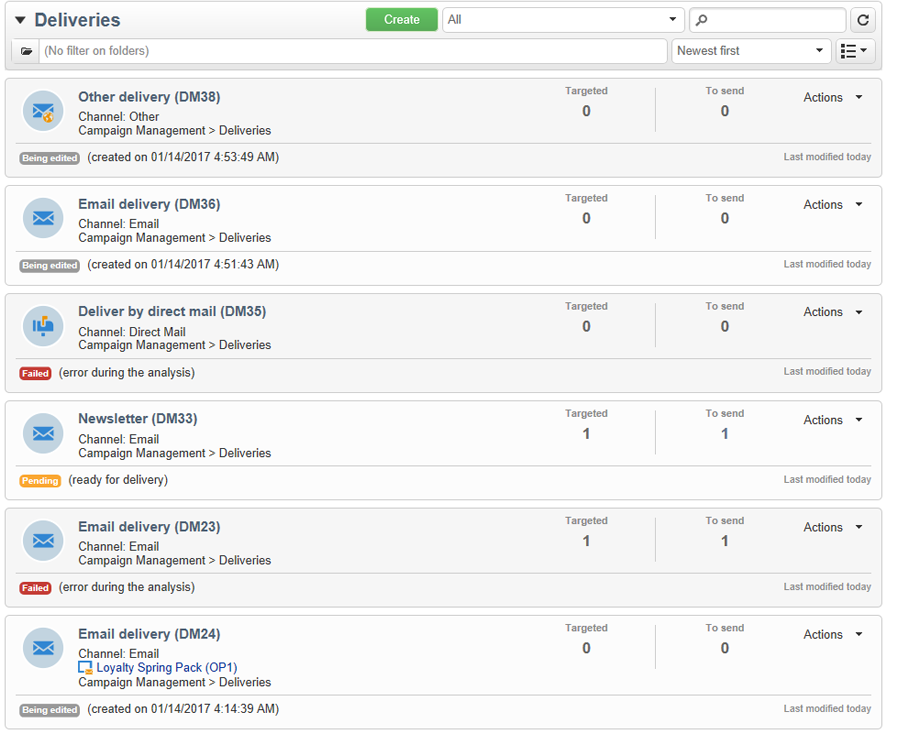 Deliveries Create All
(No filter on folders) Newest first
Other delivery (DM38) Targeted To send Actions
0 0
Channel: Other
Campaign Management > Deliveries
Being edited (created on 01/14/2017 4:53:49 AM) Last modified today
Email delivery (DM36) Targeted To send Actions
0 0
Channel: Email
Campaign Management > Deliveries
Being edited (created on 01/14/2017 4:51:43 AM) Last modified today
Deliver by direct mail (DM35) Targeted To send Actions
0 0
Channel: Direct Mail
Campaign Management > Deliveries
Failed (error during the analysis) Last modified today
Newsletter (DM33) Targeted To send Actions
1 1
Channel: Email
Campaign Management > Deliveries
Pending (ready for delivery) Last modified today
Email delivery (DM23) Targeted To send Actions
1 1
Channel: Email
Campaign Management > Deliveries
Failed (error during the analysis) Last modified today
Email delivery (DM24) Targeted To send Actions
0 0
Channel: Email
Loyalty Spring Pack (OP1)
Campaign Management > Deliveries
Being edited (created on 01/14/2017 4:14:39 AM) Last modified today